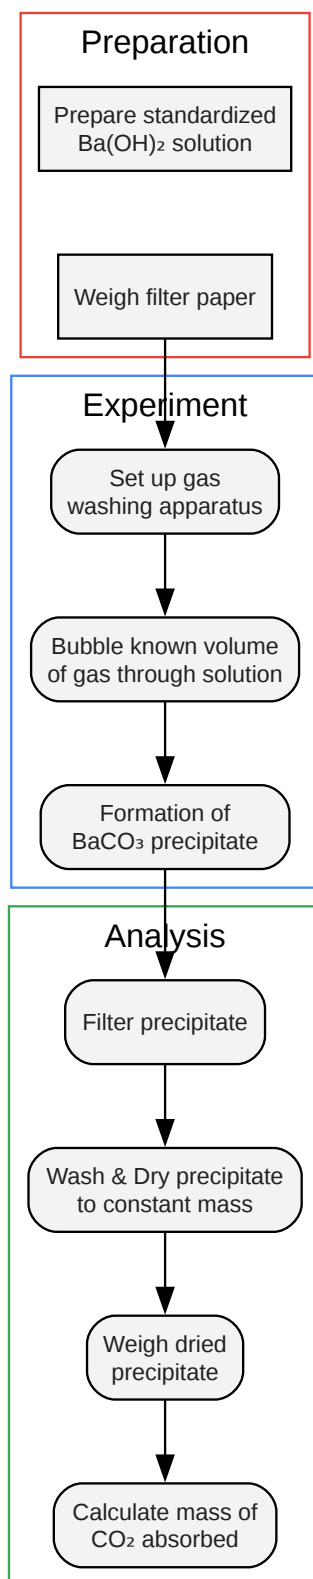 Preparation
Prepare standardized
Ba(OH)₂ solution
Weigh filter paper
Experiment
Set up gas
washing apparatus
Bubble known volume
of gas through solution
Formation of
BaCO₃ precipitate
Analysis
Filter precipitate
Wash & Dry precipitate
to constant mass
Weigh dried
precipitate
Calculate mass of
CO₂ absorbed